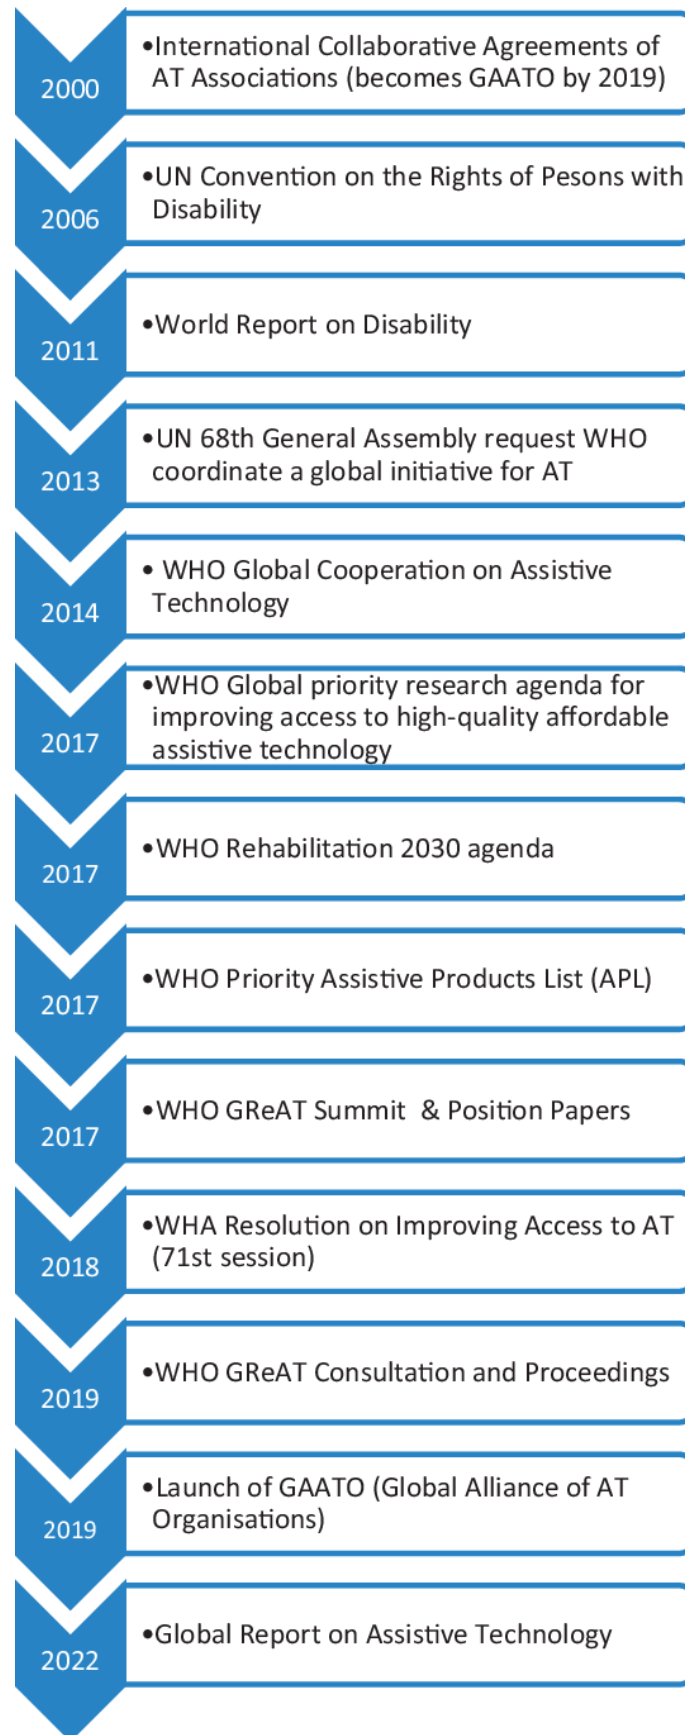 2000
•International Collaborative Agreements of
AT Associations (becomes GAATO by 2019)
2006
•UN Convention on the Rights of Pesons with
Disability
2011
•World Report on Disability
2013
•UN 68th General Assembly request WHO
coordinate a global initiative for AT
2014
• WHO Global Cooperation on Assistive
Technology
2017
•WHO Global priority research agenda for
improving access to high-quality affordable
assistive technology
2017
•WHO Rehabilitation 2030 agenda
2017
•WHO Priority Assistive Products List (APL)
2017
•WHO GReAT Summit & Position Papers
2018
•WHA Resolution on Improving Access to AT
(71st session)
2019
•WHO GReAT Consultation and Proceedings
2019
•Launch of GAATO (Global Alliance of AT
Organisations)
2022
•Global Report on Assistive Technology